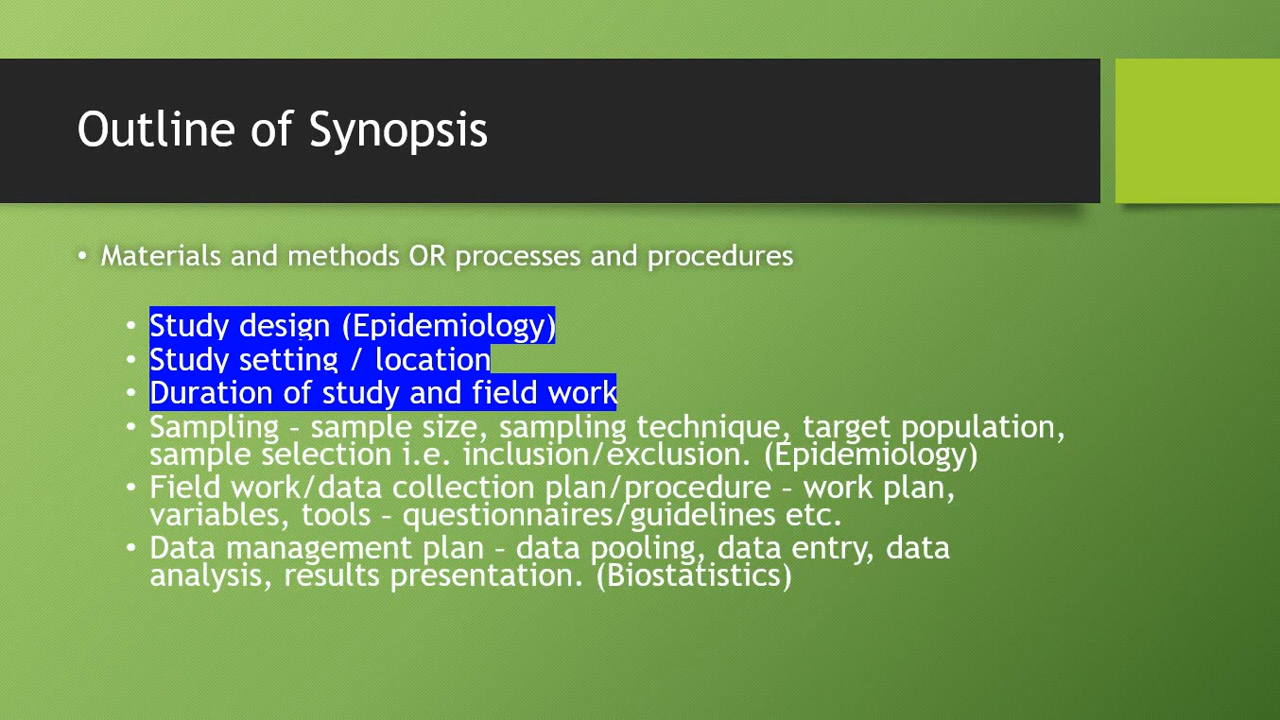 Outline of Synopsis
• Materials and methods OR processes and procedures
• Study design (Epidemiology)
• Study setting / location
• Duration of study and field work
• Sampling – sample size, sampling technique, target population,
sample selection i.e. inclusion/exclusion. (Epidemiology)
• Field work/data collection plan/procedure – work plan,
variables, tools – questionnaires/guidelines etc.
• Data management plan – data pooling, data entry, data
analysis, results presentation. (Biostatistics)